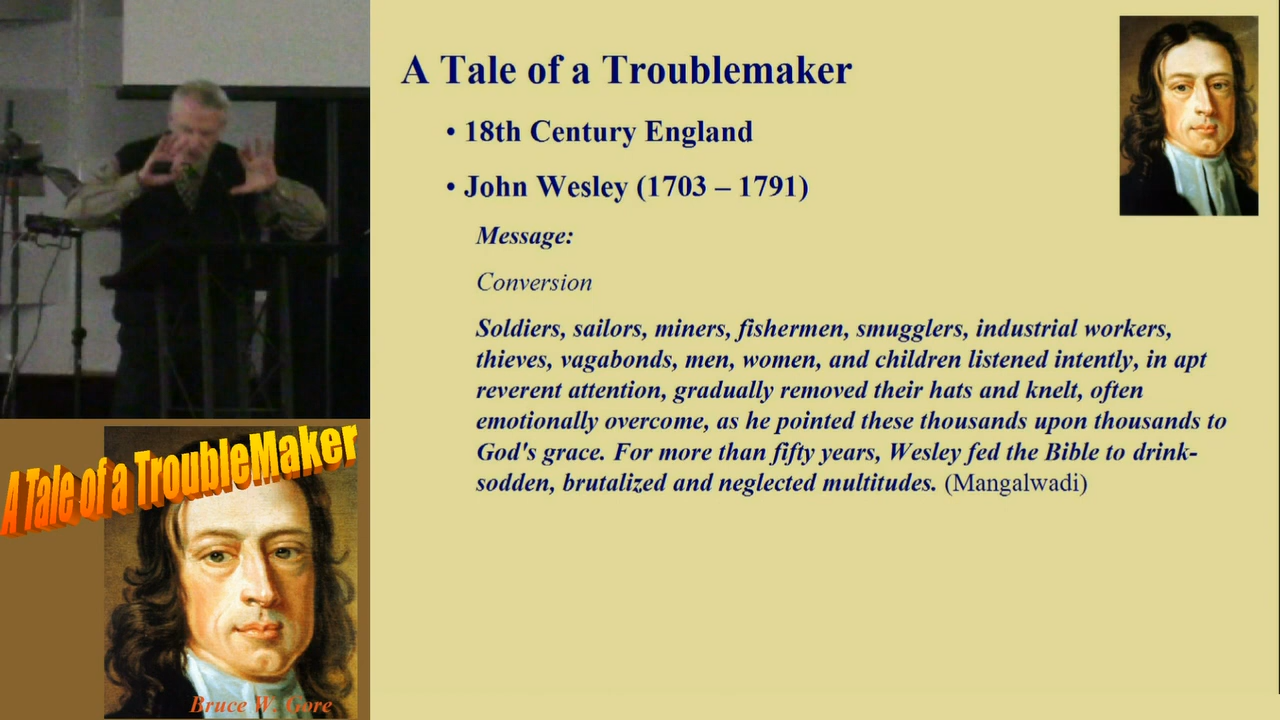 A Tale of a Troublemaker
• 18th Century England
• John Wesley (1703 – 1791)
Message:
Conversion
Soldiers, sailors, miners, fishermen, smugglers, industrial workers,
thieves, vagabonds, men, women, and children listened intently, in apt
reverent attention, gradually removed their hats and knelt, often
emotionally overcome, as he pointed these thousands upon thousands to
God's grace. For more than fifty years, Wesley fed the Bible to drink-
sodden, brutalized and neglected multitudes. (Mangalwadi)
A Tale of a TroubleMaker
Bruce W. Gore